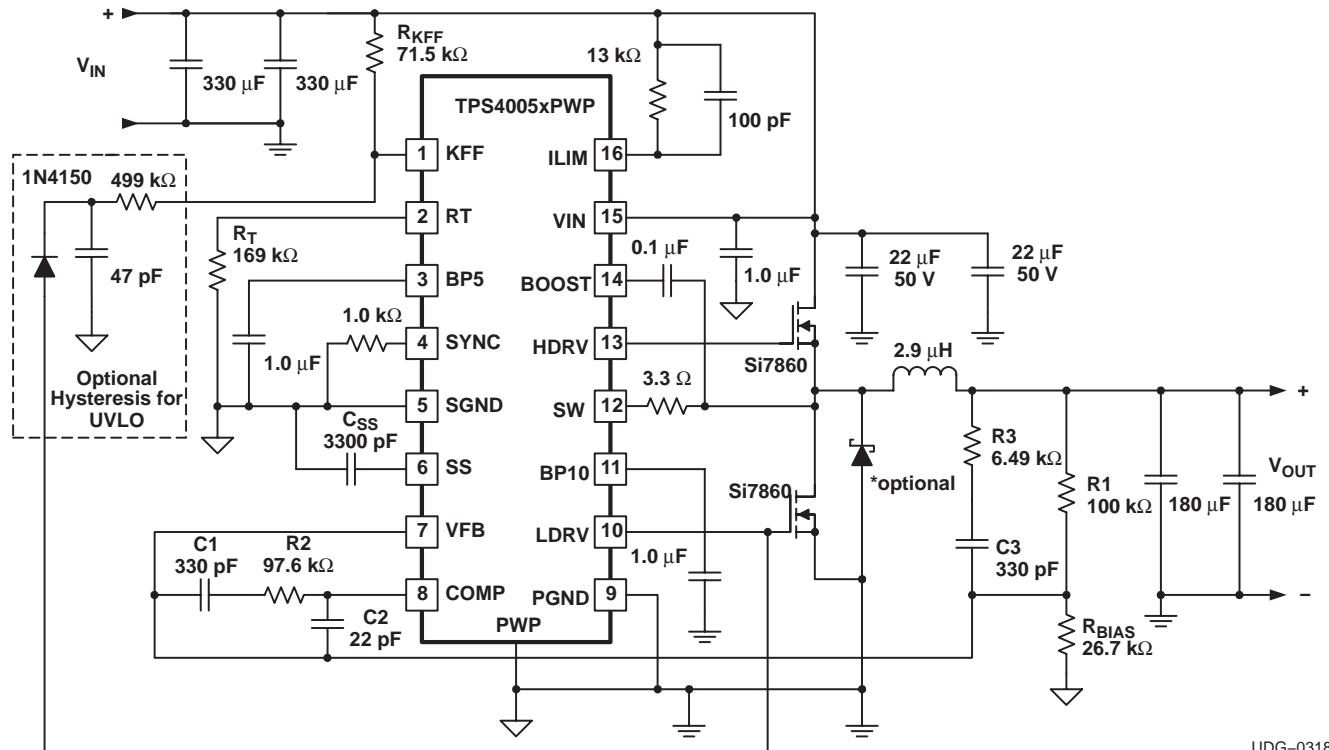 +
V_IN
330 µF
330 µF
R_KFF
71.5 kΩ
13 kΩ
100 pF
TPS4005xPWP
1 KFF
ILIM 16
1N4150
499 kΩ
47 pF
Optional
Hysteresis for
UVLO
2 RT
VIN 15
R_T
169 kΩ
0.1 µF
1.0 µF
22 µF
50 V
22 µF
50 V
3 BP5
BOOST 14
1.0 kΩ
1.0 µF
4 SYNC
HDRV 13
Si7860
2.9 µH
3.3 Ω
5 SGND
SW 12
+
C_SS
3300 pF
R3
6.49 kΩ
6 SS
BP10 11
*optional
Si7860
R1
100 kΩ
V_OUT
180 µF
180 µF
7 VFB
LDRV 10
C1
330 pF
R2
97.6 kΩ
1.0 µF
C3
330 pF
8 COMP
PGND 9
–
C2
22 pF
PWP
R_BIAS
26.7 kΩ
UDG–0318